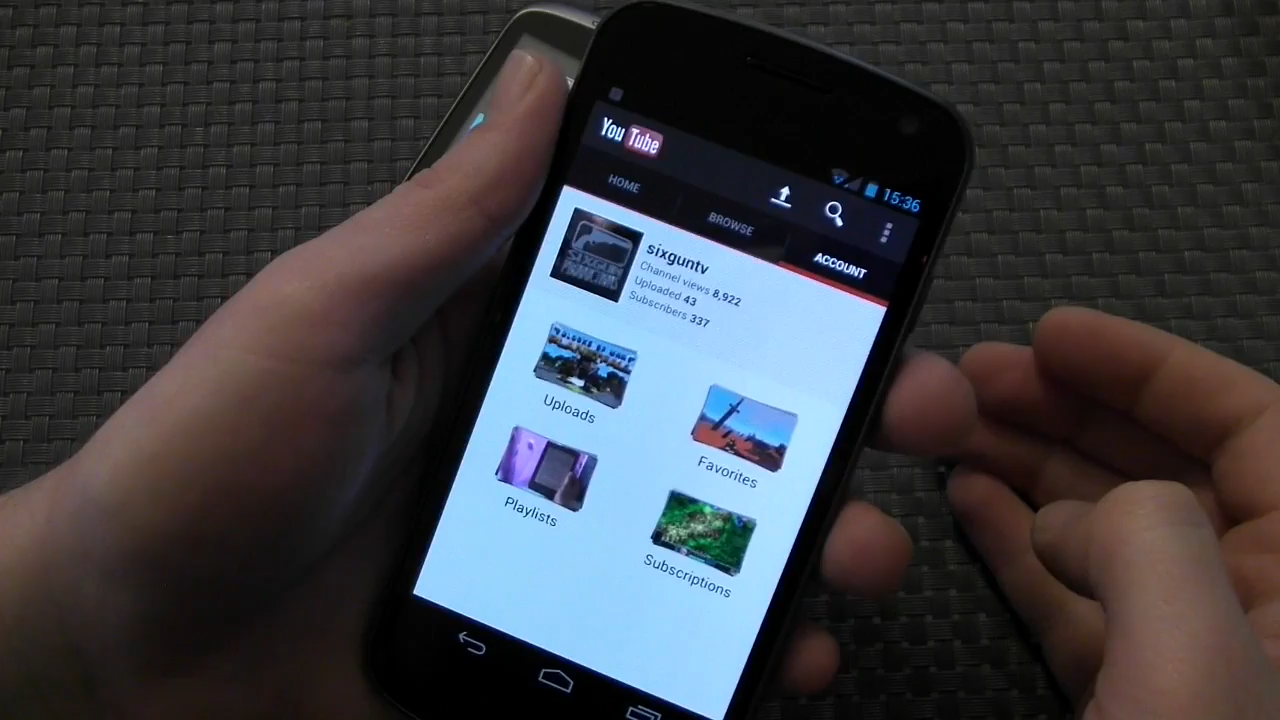 YouTube
15:36
HOME
BROWSE
ACCOUNT
SIXGUN
sixguntv
Channel views 8,922
Uploaded 43
Subscribers 337
Uploads
Favorites
Playlists
Subscriptions